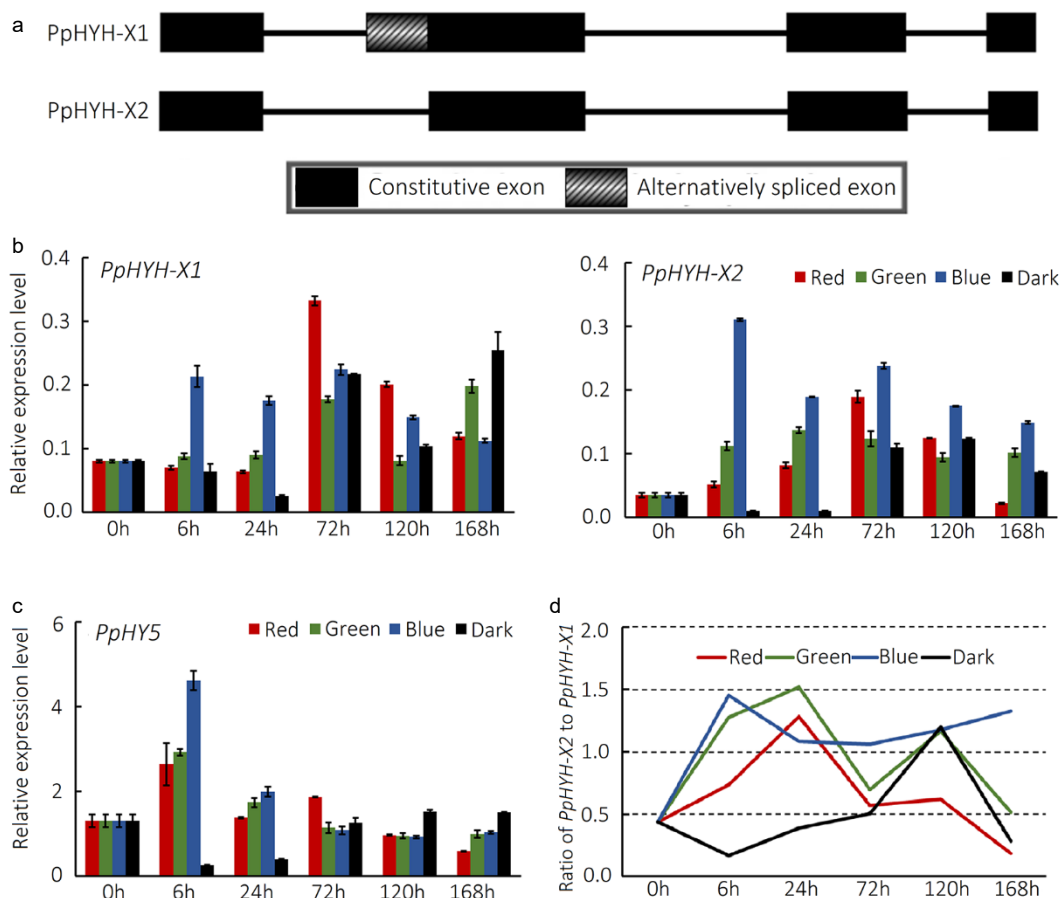 a
PpHYH-X1
PpHYH-X2
Constitutive exon
Alternatively spliced exon
b
PpHYH-X1
Relative expression level
0.4
0.3
0.2
0.1
0.0
0h 6h 24h 72h 120h 168h
PpHYH-X2
Red Green Blue Dark
0.4
0.3
0.2
0.1
0.0
0h 6h 24h 72h 120h 168h
c
PpHY5
Red Green Blue Dark
Relative expression level
6
4
2
0
0h 6h 24h 72h 120h 168h
d
Ratio of PpHYH-X2 to PpHYH-X1
2.0
1.5
1.0
0.5
0.0
Red Green Blue Dark
0h 6h 24h 72h 120h 168h